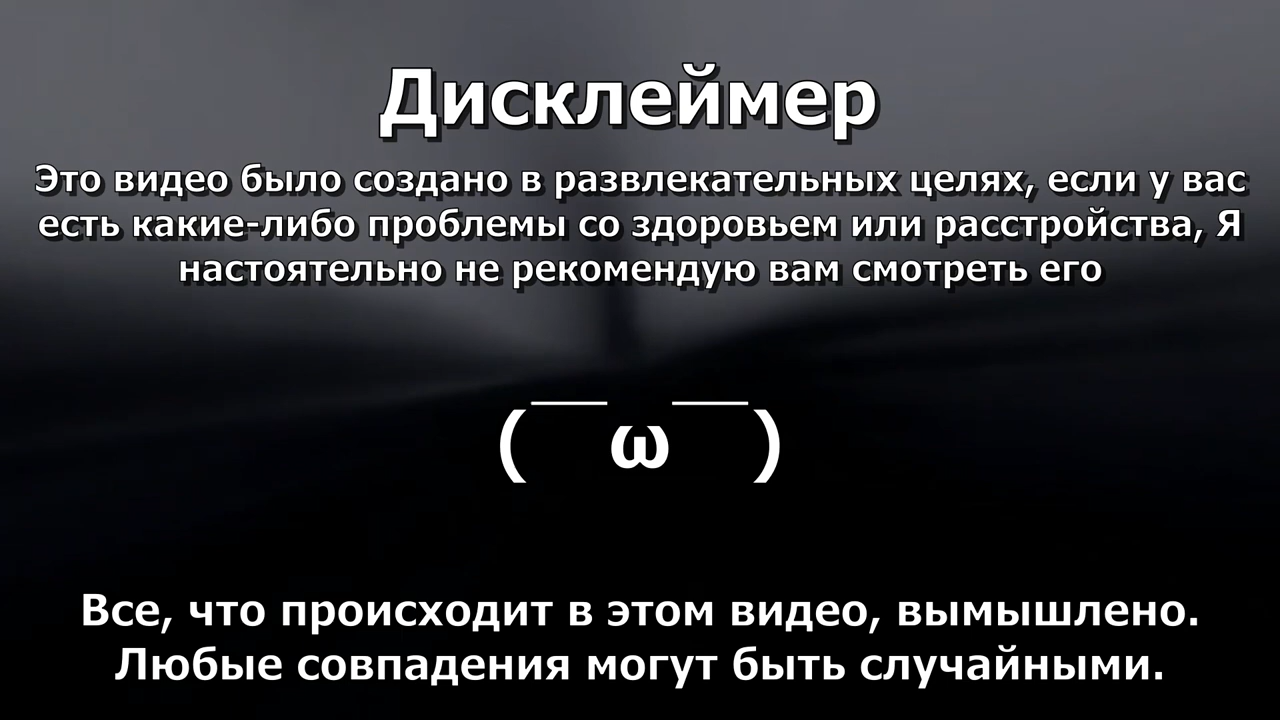 Дисклеймер
Это видео было создано в развлекательных целях, если у вас
есть какие-либо проблемы со здоровьем или расстройства, Я
настоятельно не рекомендую вам смотреть его
(￣ω￣)
Все, что происходит в этом видео, вымышлено.
Любые совпадения могут быть случайными.